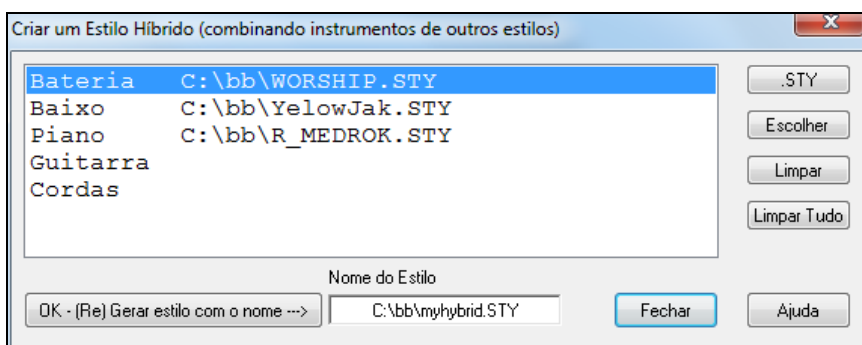 Criar um Estilo Híbrido (combinando instrumentos de outros estilos)
X
Bateria C:\bb\WORSHIP.STY
Baixo C:\bb\YelowJak.STY
Piano C:\bb\R_MEDROK.STY
Guitarra
Cordas
.STY
Escolher
Limpar
Limpar Tudo
Nome do Estilo
OK - (Re) Gerar estilo com o nome --->
C:\bb\myhybrid.STY
Fechar
Ajuda